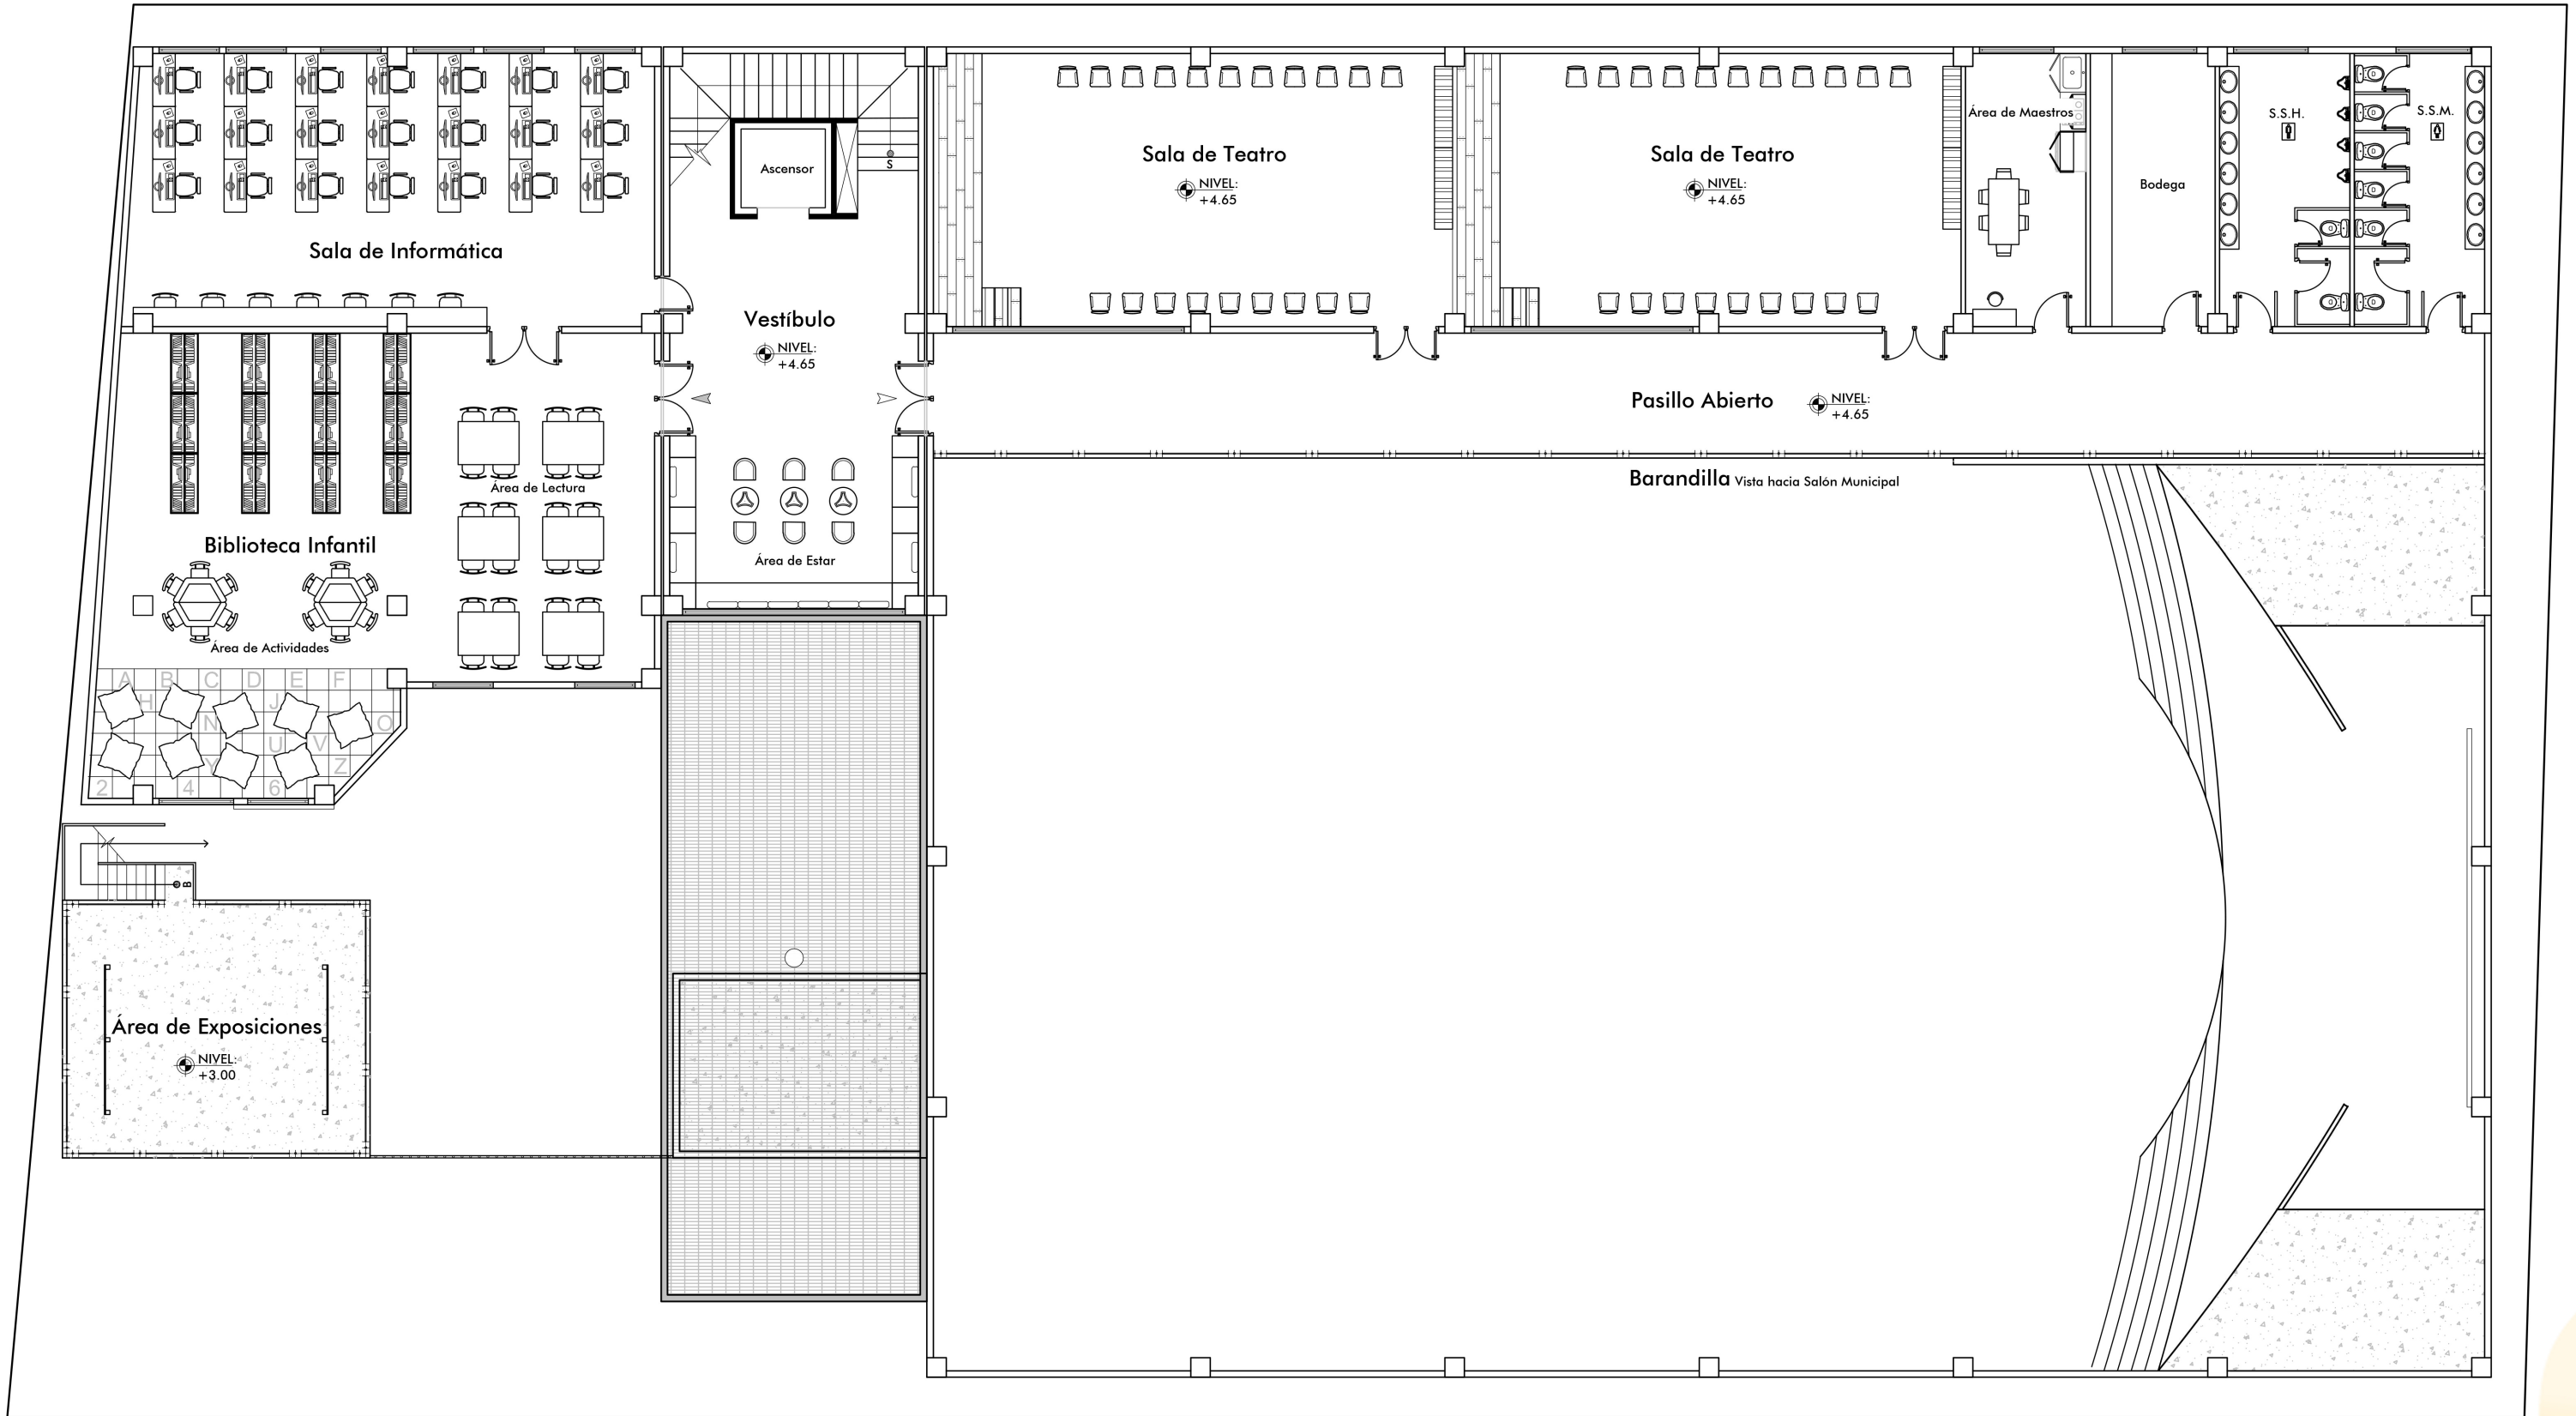 Sala de Informática
Ascensor
S
Sala de Teatro
NIVEL:
+4.65
Sala de Teatro
NIVEL:
+4.65
Área de Maestros
Bodega
S.S.H.
S.S.M.
Vestíbulo
NIVEL:
+4.65
Pasillo Abierto
NIVEL:
+4.65
Barandilla Vista hacia Salón Municipal
Área de Lectura
Biblioteca Infantil
Área de Estar
Área de Actividades
A B C D E F
H J
N O
U V
Y Z
2 4 6
B
Área de Exposiciones
NIVEL:
+3.00